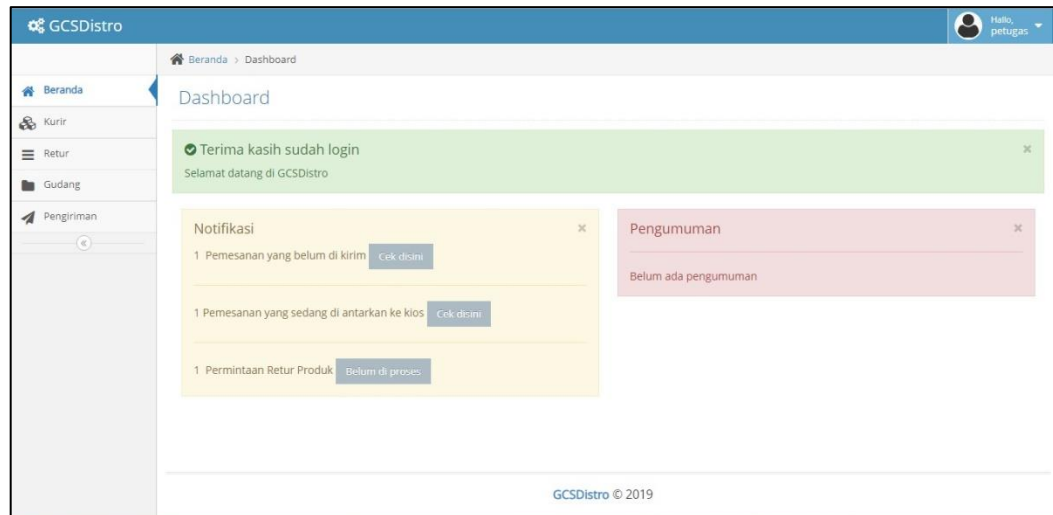 GCSDistro
Hallo,
petugas
Beranda > Dashboard
Beranda
Kurir
Retur
Gudang
Pengiriman
Dashboard
Terima kasih sudah login
Selamat datang di GCSDistro
Notifikasi
1 Pemesanan yang belum di kirim Cek disini
1 Pemesanan yang sedang di antarkan ke kios Cek disini
1 Permintaan Retur Produk Belum di proses
Pengumuman
Belum ada pengumuman
GCSDistro © 2019